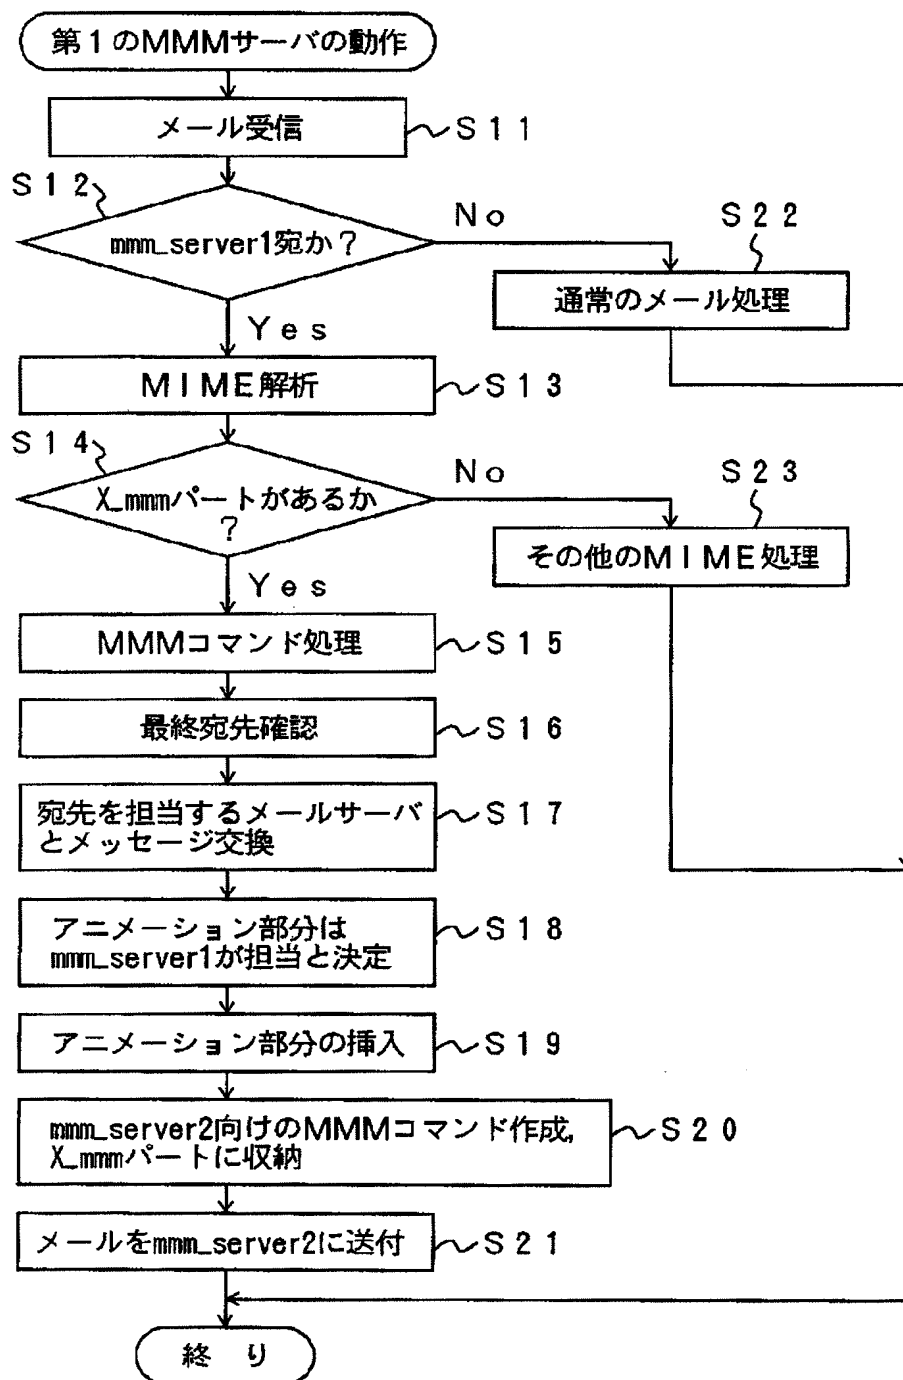 第1のMMMサーバの動作
メール受信
S11
S12
mmm_server1宛か？
No
S22
通常のメール処理
Yes
MIME解析
S13
S14
X_mmmパートがあるか
？
No
S23
その他のMIME処理
Yes
MMMコマンド処理
S15
最終宛先確認
S16
宛先を担当するメールサーバ
とメッセージ交換
S17
アニメーション部分は
mmm_server1が担当と決定
S18
アニメーション部分の挿入
S19
mmm_server2向けのMMMコマンド作成,
X_mmmパートに収納
S20
メールをmmm_server2に送付
S21
終り